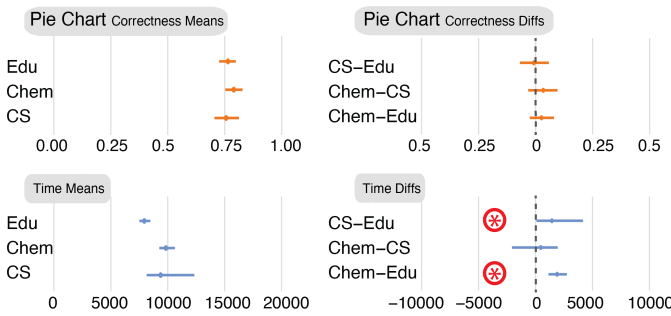 Pie Chart Correctness Means
Edu
Chem
CS
0.00 0.25 0.5 0.75 1.00
Pie Chart Correctness Diffs
CS-Edu
Chem-CS
Chem-Edu
0.5 0.25 0 0.25 0.5
Time Means
Edu
Chem
CS
0 5000 10000 15000 20000
Time Diffs
CS-Edu *
Chem-CS
Chem-Edu *
-10000 -5000 0 5000 10000